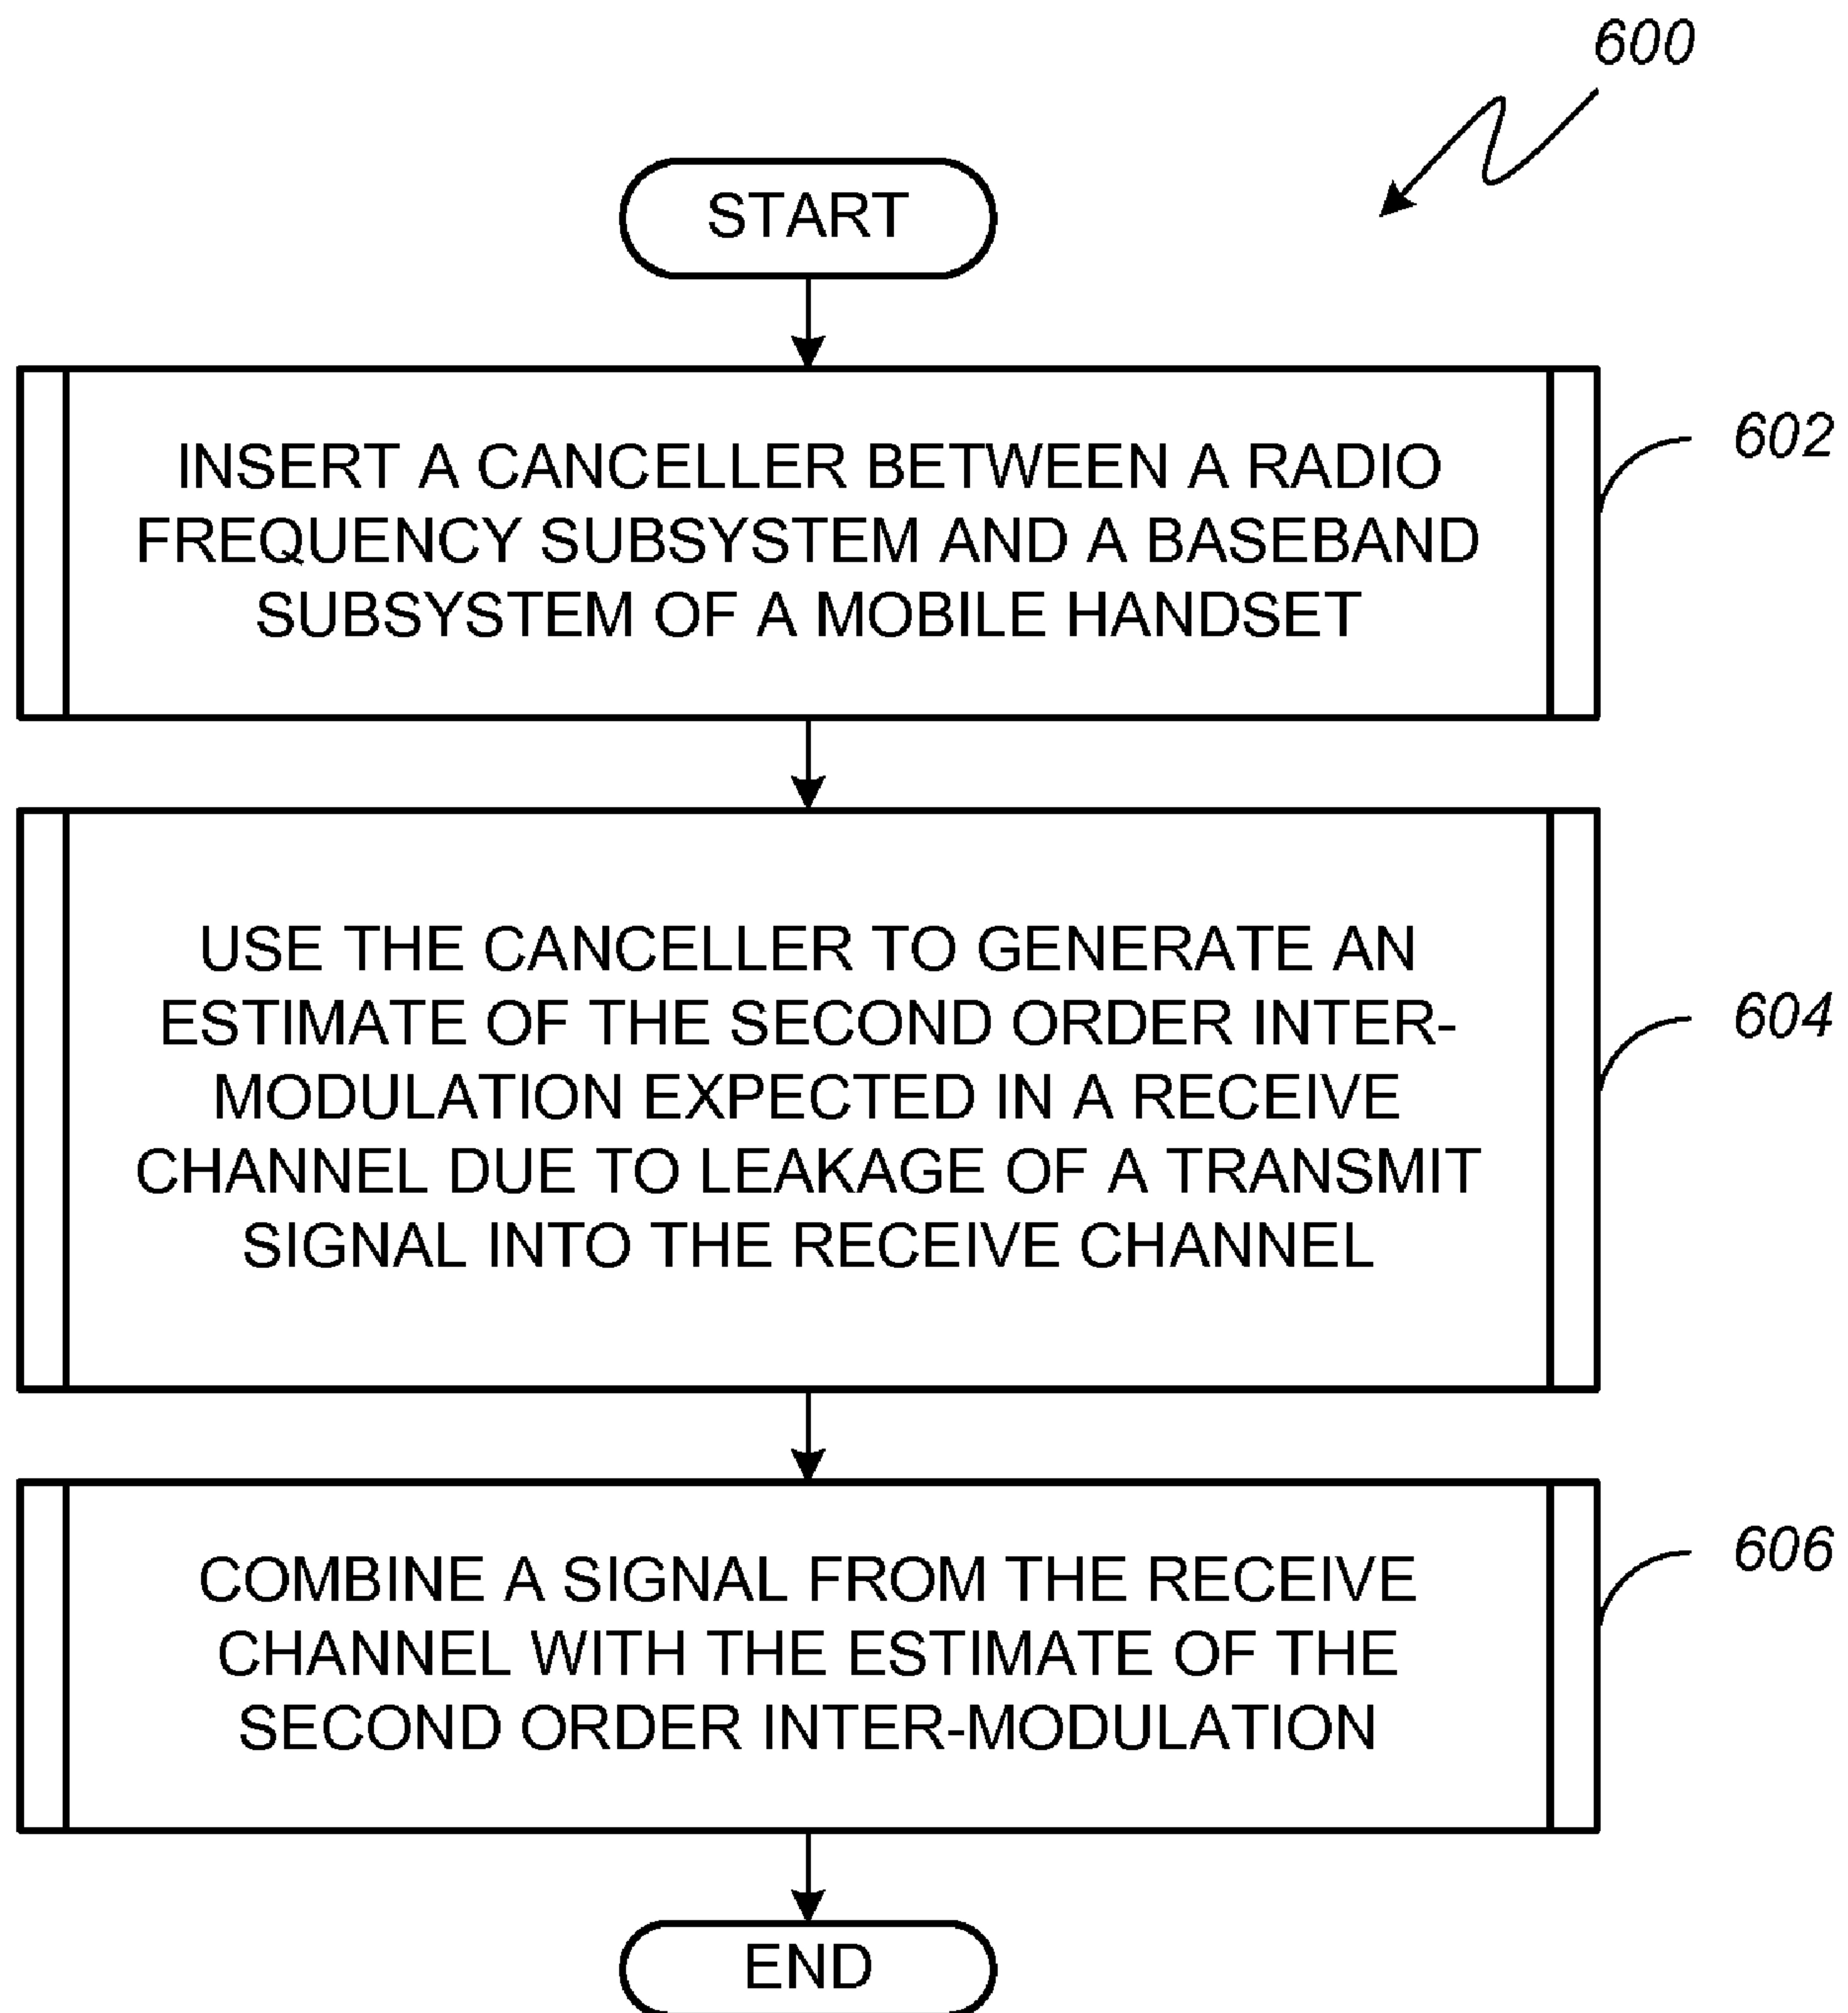 600
START
INSERT A CANCELLER BETWEEN A RADIO
FREQUENCY SUBSYSTEM AND A BASEBAND
SUBSYSTEM OF A MOBILE HANDSET
602
USE THE CANCELLER TO GENERATE AN
ESTIMATE OF THE SECOND ORDER INTER-
MODULATION EXPECTED IN A RECEIVE
CHANNEL DUE TO LEAKAGE OF A TRANSMIT
SIGNAL INTO THE RECEIVE CHANNEL
604
COMBINE A SIGNAL FROM THE RECEIVE
CHANNEL WITH THE ESTIMATE OF THE
SECOND ORDER INTER-MODULATION
606
END